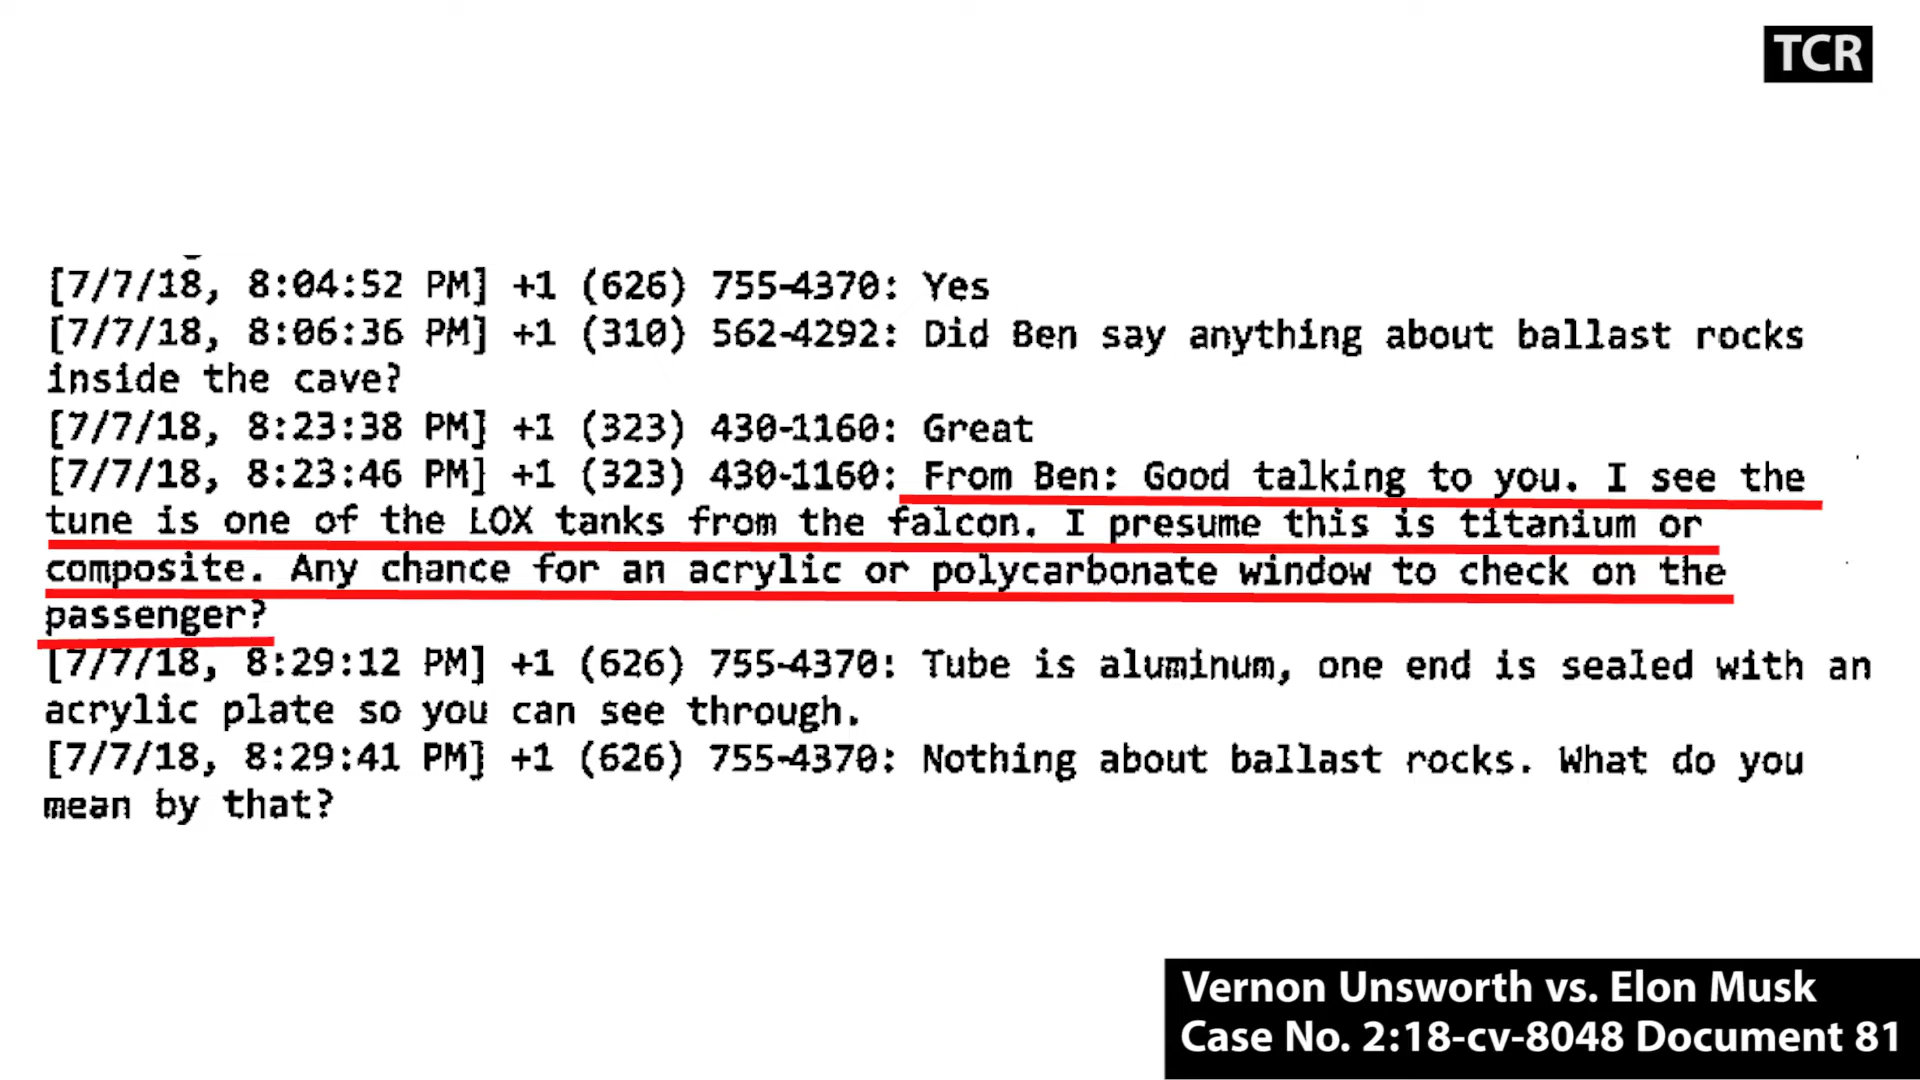 TCR
[7/7/18, 8:04:52 PM] +1 (626) 755-4370: Yes
[7/7/18, 8:06:36 PM] +1 (310) 562-4292: Did Ben say anything about ballast rocks
inside the cave?
[7/7/18, 8:23:38 PM] +1 (323) 430-1160: Great
[7/7/18, 8:23:46 PM] +1 (323) 430-1160: From Ben: Good talking to you. I see the
tune is one of the LOX tanks from the falcon. I presume this is titanium or
composite. Any chance for an acrylic or polycarbonate window to check on the
passenger?
[7/7/18, 8:29:12 PM] +1 (626) 755-4370: Tube is aluminum, one end is sealed with an
acrylic plate so you can see through.
[7/7/18, 8:29:41 PM] +1 (626) 755-4370: Nothing about ballast rocks. What do you
mean by that?
Vernon Unsworth vs. Elon Musk
Case No. 2:18-cv-8048 Document 81